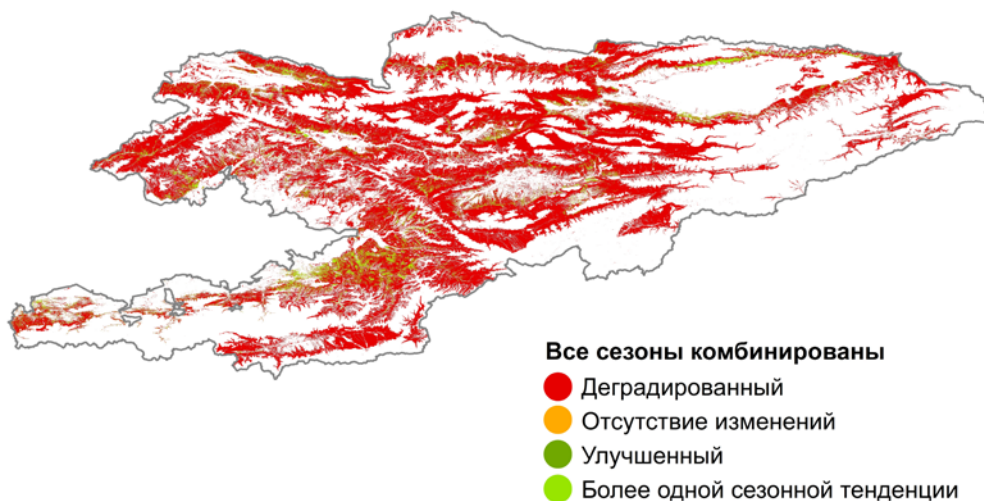 Все сезоны комбинированы
Деградированный
Отсутствие изменений
Улучшенный
Более одной сезонной тенденции